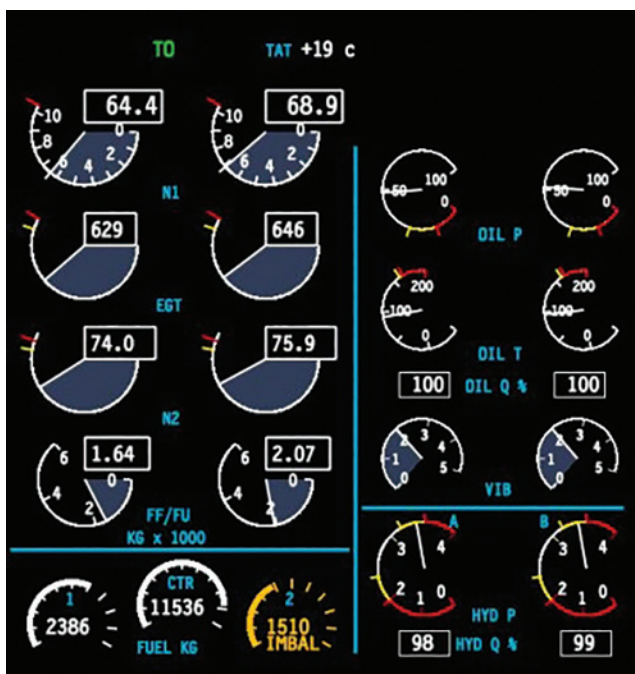 TO TAT +19 c
64.4 68.9
10 8 6 4 2 0 10 8 6 4 2 0
N1
629 646
EGT
74.0 75.9
N2
1.64 2.07
6 4 2 0 6 4 2 0
FF/FU
KG x 1000
1 CTR 2
2386 11536 1510
IMBAL
FUEL KG
50 100 0 50 100 0
OIL P
200 100 0 200 100 0
OIL T
100 OIL Q % 100
0 1 2 3 4 5 0 1 2 3 4 5
VIB
A B
3 4 2 1 0 3 4 2 1 0
HYD P
98 HYD Q % 99